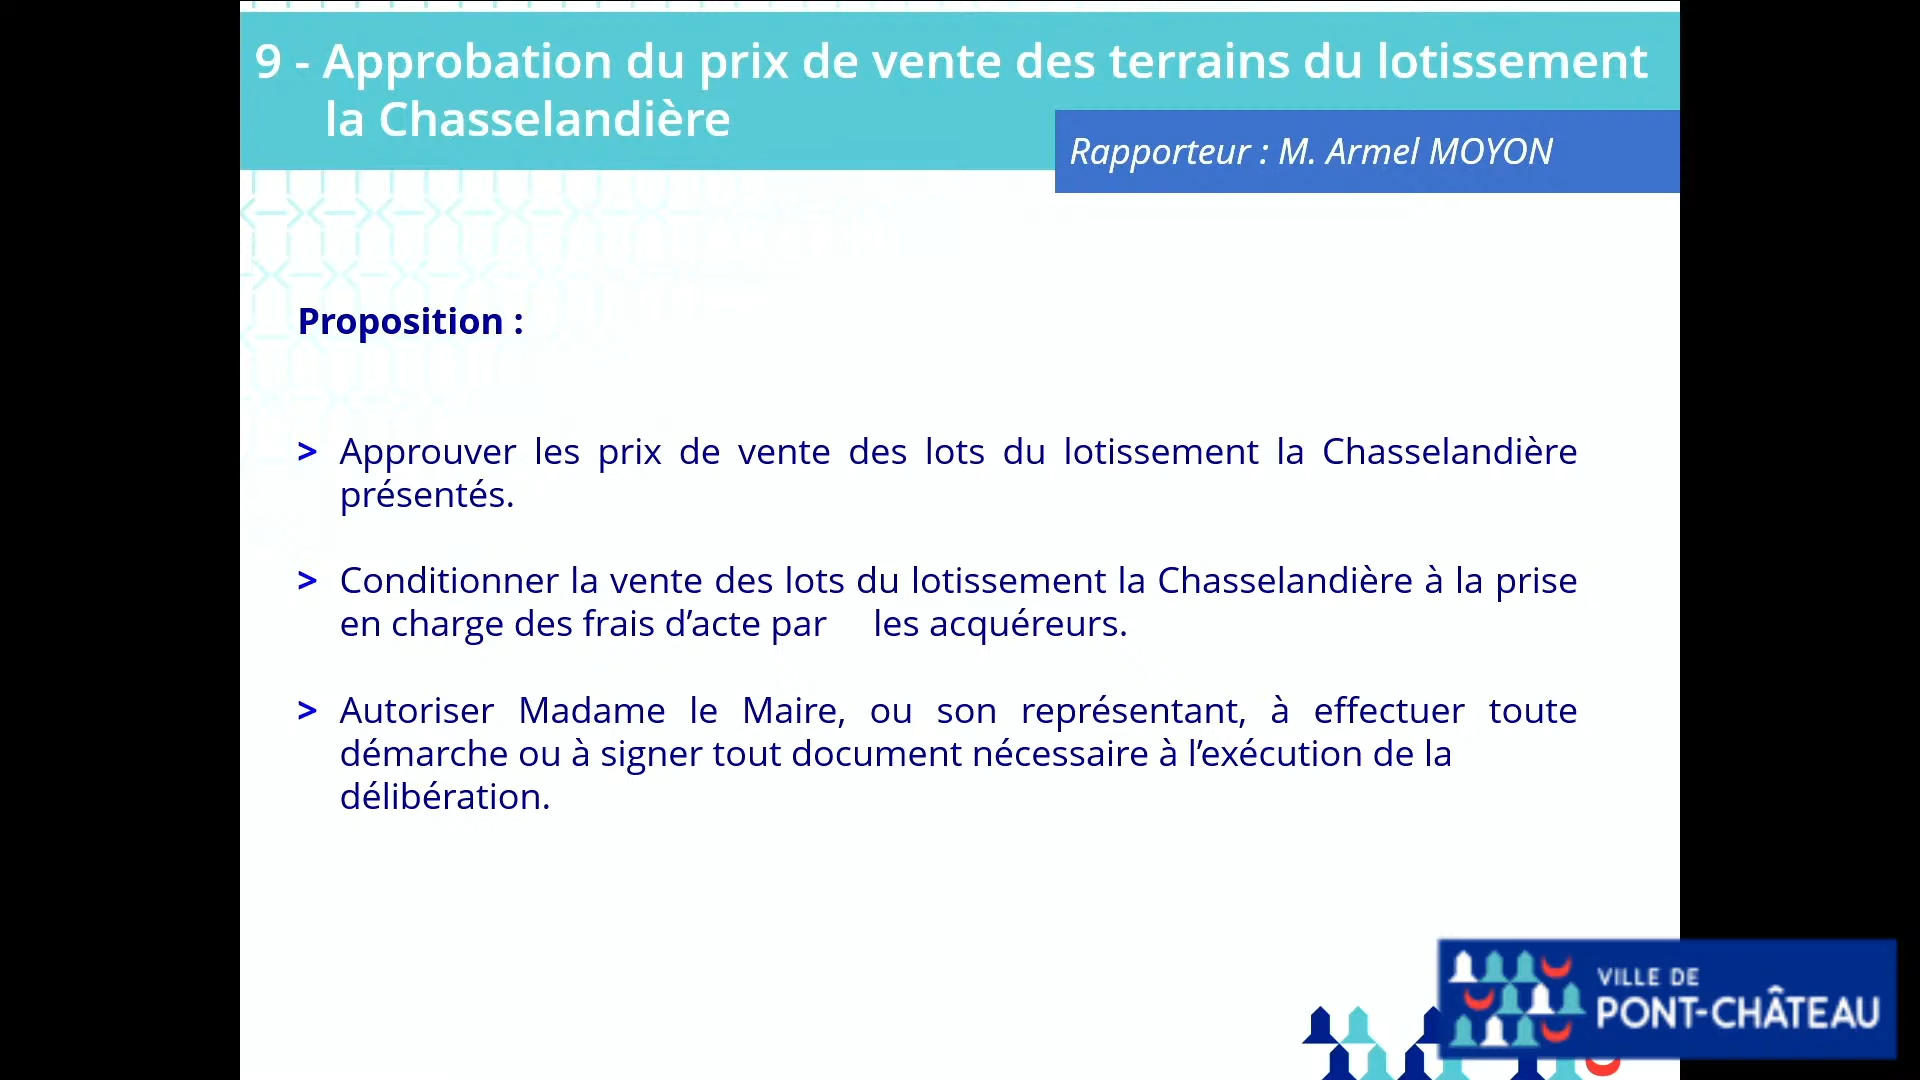 9 - Approbation du prix de vente des terrains du lotissement
la Chasselandière
Rapporteur : M. Armel MOYON
Proposition :
> Approuver les prix de vente des lots du lotissement la Chasselandière
présentés.
> Conditionner la vente des lots du lotissement la Chasselandière à la prise
en charge des frais d’acte par les acquéreurs.
> Autoriser Madame le Maire, ou son représentant, à effectuer toute
démarche ou à signer tout document nécessaire à l’exécution de la
délibération.
VILLE DE
PONT-CHÂTEAU